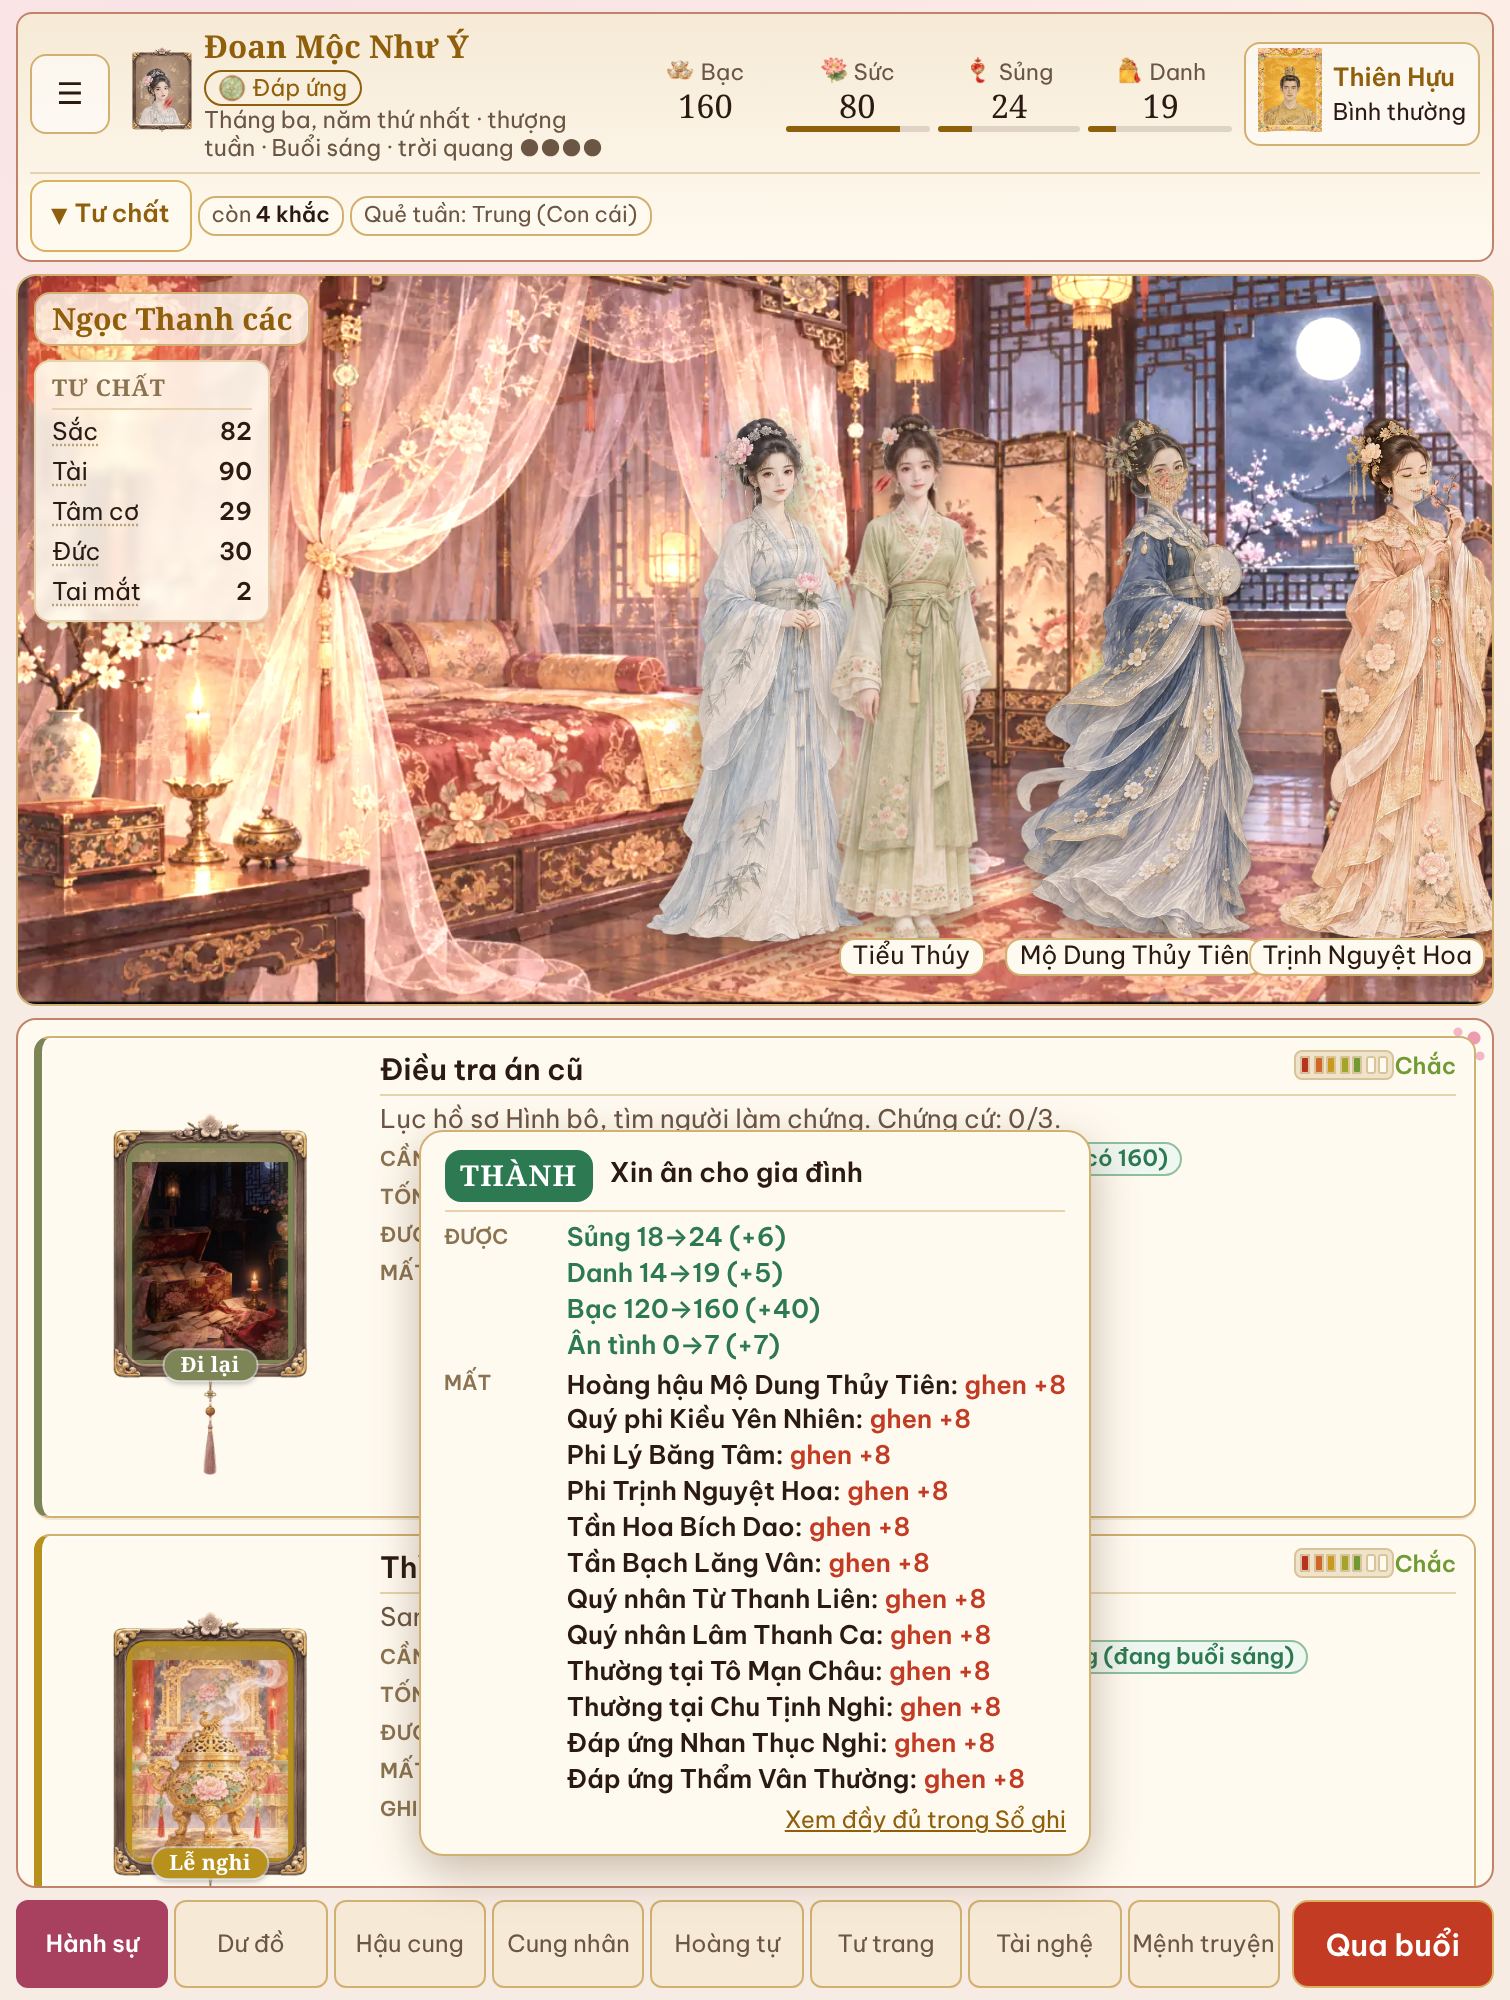 ☰
Đoan Mộc Như Ý
Đáp ứng
Tháng ba, năm thứ nhất · thượng
tuần · Buổi sáng · trời quang
Bạc
160
Sức
80
Sủng
24
Danh
19
Thiên Hựu
Bình thường
▼ Tư chất
còn 4 khắc
Quẻ tuần: Trung (Con cái)
Ngọc Thanh các
TƯ CHẤT
Sắc 82
Tài 90
Tâm cơ 29
Đức 30
Tai mắt 2
Tiểu Thúy
Mộ Dung Thủy Tiên
Trịnh Nguyệt Hoa
Điều tra án cũ
Chắc
Lục hồ sơ Hình bộ, tìm người làm chứng. Chứng cứ: 0/3.
có 160)
Đi lại
THÀNH Xin ân cho gia đình
ĐƯỢC Sủng 18→24 (+6)
Danh 14→19 (+5)
Bạc 120→160 (+40)
Ân tình 0→7 (+7)
MẤT Hoàng hậu Mộ Dung Thủy Tiên: ghen +8
Quý phi Kiều Yên Nhiên: ghen +8
Phi Lý Băng Tâm: ghen +8
Phi Trịnh Nguyệt Hoa: ghen +8
Tần Hoa Bích Dao: ghen +8
Tần Bạch Lăng Vân: ghen +8
Quý nhân Từ Thanh Liên: ghen +8
Quý nhân Lâm Thanh Ca: ghen +8
Thường tại Tô Mạn Châu: ghen +8
Thường tại Chu Tịnh Nghi: ghen +8
Đáp ứng Nhan Thục Nghi: ghen +8
Đáp ứng Thẩm Vân Thường: ghen +8
Xem đầy đủ trong Sổ ghi
Chắc
(đang buổi sáng)
GHI
Lễ nghi
Hành sự
Dư đồ
Hậu cung
Cung nhân
Hoàng tự
Tư trang
Tài nghệ
Mệnh truyện
Qua buổi